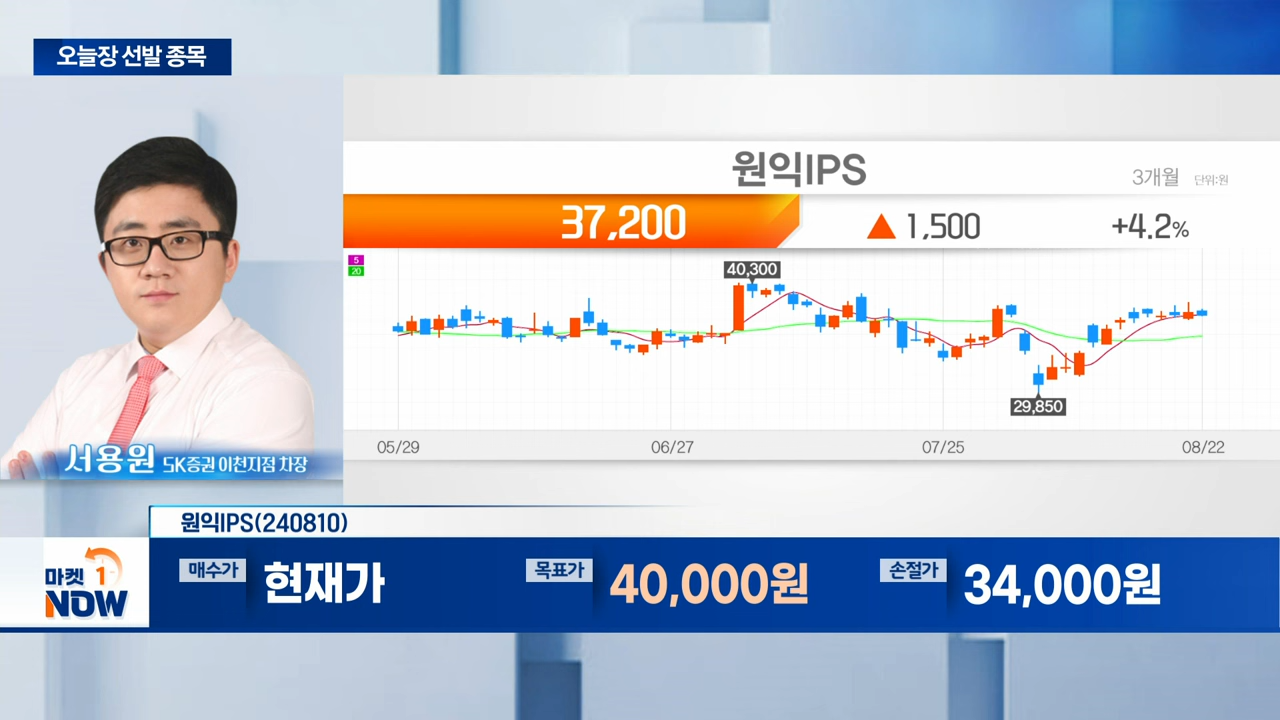 오늘장 선발 종목
원익IPS
3개월 단위:원
37,200 ▲ 1,500 +4.2%
5
20
40,300
29,850
05/29 06/27 07/25 08/22
서용원 SK증권 이천지점 차장
원익IPS(240810)
마켓 1
NOW
매수가 현재가 목표가 40,000원 손절가 34,000원